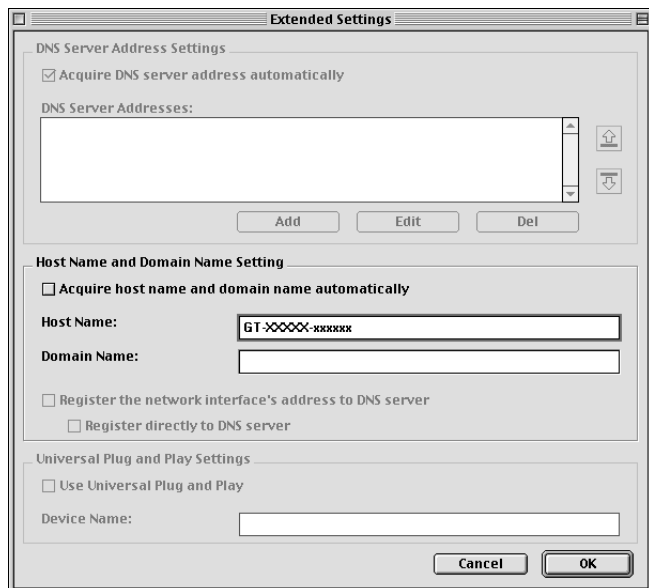 Extended Settings
DNS Server Address Settings
Acquire DNS server address automatically
DNS Server Addresses:
Add Edit Del
Host Name and Domain Name Setting
Acquire host name and domain name automatically
Host Name: GT-XXXXX-xxxxxx
Domain Name:
Register the network interface's address to DNS server
Register directly to DNS server
Universal Plug and Play Settings
Use Universal Plug and Play
Device Name:
Cancel OK